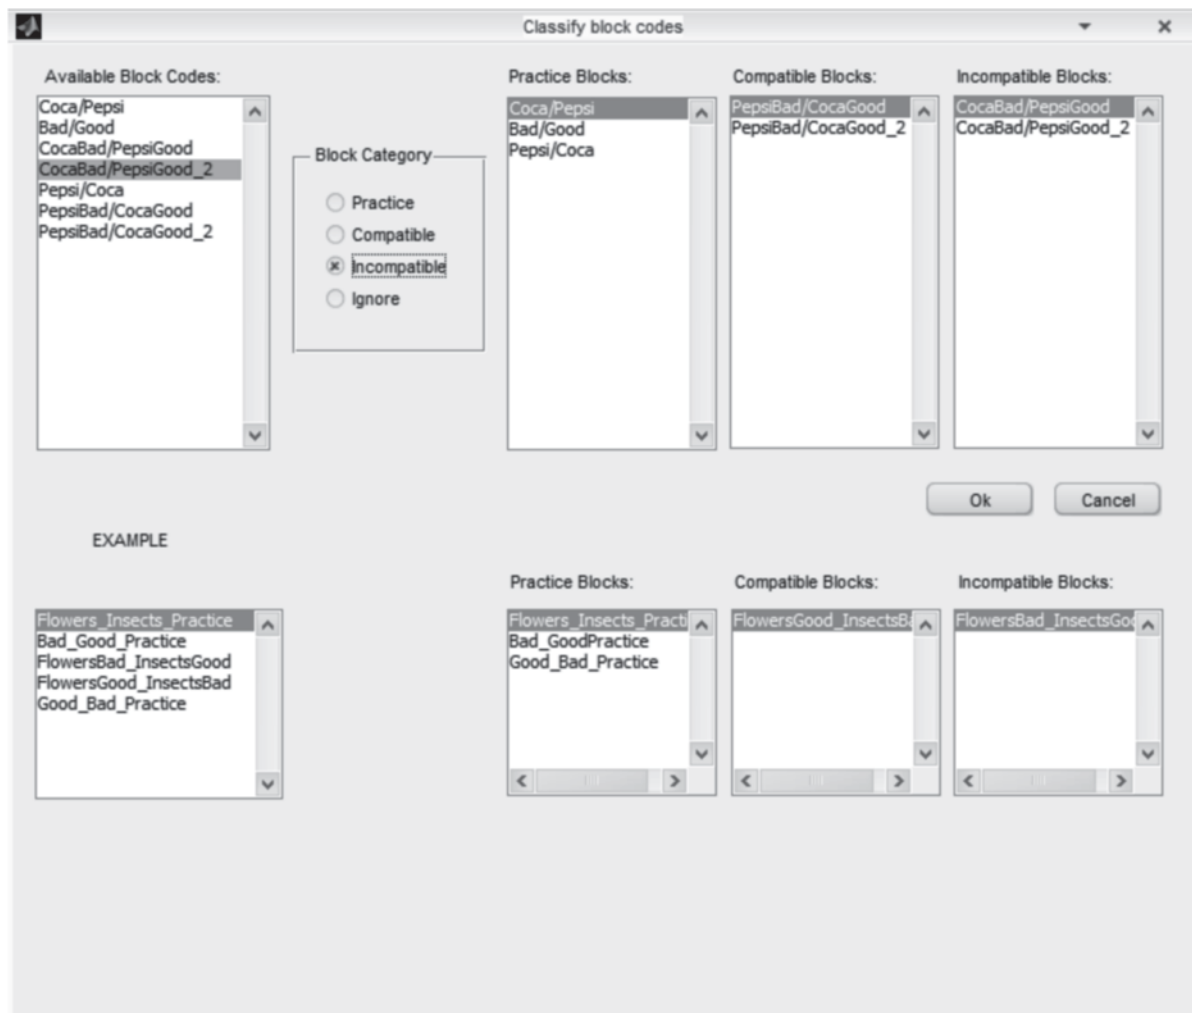 Classify block codes
Available Block Codes:
Coca/Pepsi
Bad/Good
CocaBad/PepsiGood
CocaBad/PepsiGood_2
Pepsi/Coca
PepsiBad/CocaGood
PepsiBad/CocaGood_2
Block Category
Practice
Compatible
Incompatible
Ignore
Practice Blocks:
Coca/Pepsi
Bad/Good
Pepsi/Coca
Compatible Blocks:
PepsiBad/CocaGood
PepsiBad/CocaGood_2
Incompatible Blocks:
CocaBad/PepsiGood
CocaBad/PepsiGood_2
Ok
Cancel
EXAMPLE
Flowers_Insects_Practice
Bad_Good_Practice
FlowersBad_InsectsGood
FlowersGood_InsectsBad
Good_Bad_Practice
Practice Blocks:
Flowers_Insects_Practi
Bad_GoodPractice
Good_Bad_Practice
Compatible Blocks:
FlowersGood_InsectsBa
Incompatible Blocks:
FlowersBad_InsectsGoo